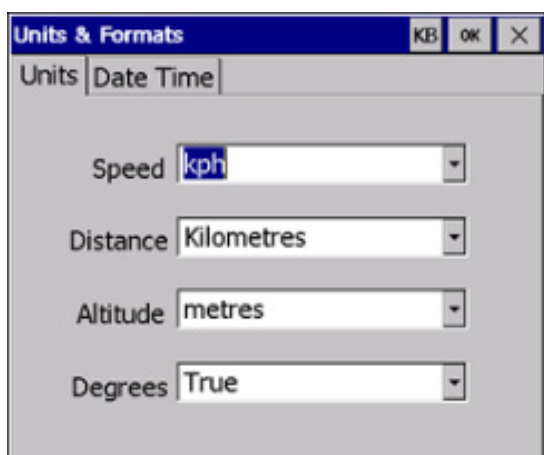 Units & Formats KB OK
Units Date Time
Speed kph
Distance Kilometres
Altitude metres
Degrees True